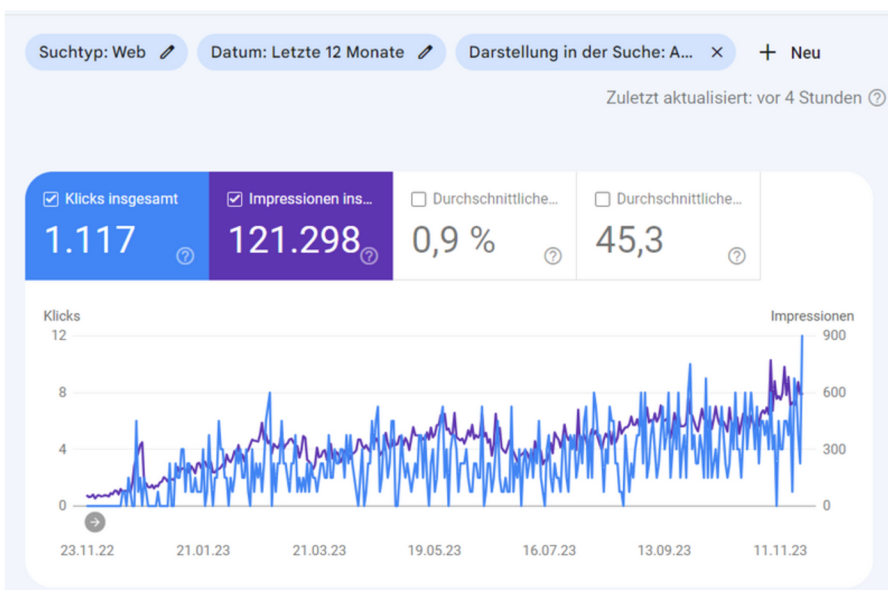 Suchtyp: Web Datum: Letzte 12 Monate Darstellung in der Suche: A... Neu
Zuletzt aktualisiert: vor 4 Stunden
Klicks insgesamt Impressionen ins... Durchschnittliche... Durchschnittliche...
1.117 121.298 0,9 % 45,3
Klicks Impressionen
12 900
8 600
4 300
0 0
23.11.22 21.01.23 21.03.23 19.05.23 16.07.23 13.09.23 11.11.23